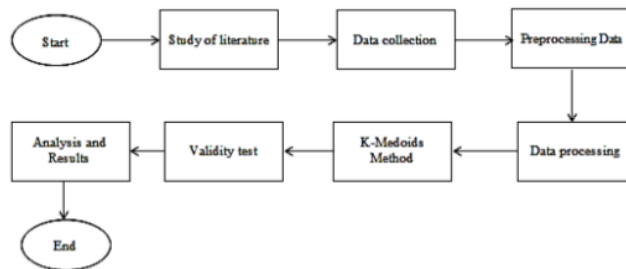 Start
Study of literature
Data collection
Preprocessing Data
Data processing
K-Medoids
Method
Validity test
Analysis and
Results
End